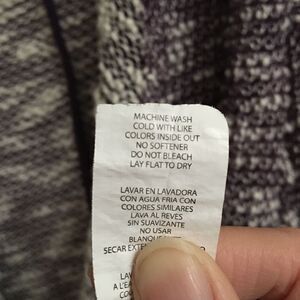 MACHINE WASH
COLD WITH LIKE
COLORS INSIDE OUT
NO SOFTENER
DO NOT BLEACH
LAY FLAT TO DRY
LAVAR EN LAVADORA
CON AGUA FRIA CON
COLORES SIMILARES
LAVA AL REVES
SIN SUAVIZANTE
NO USAR
SECAR